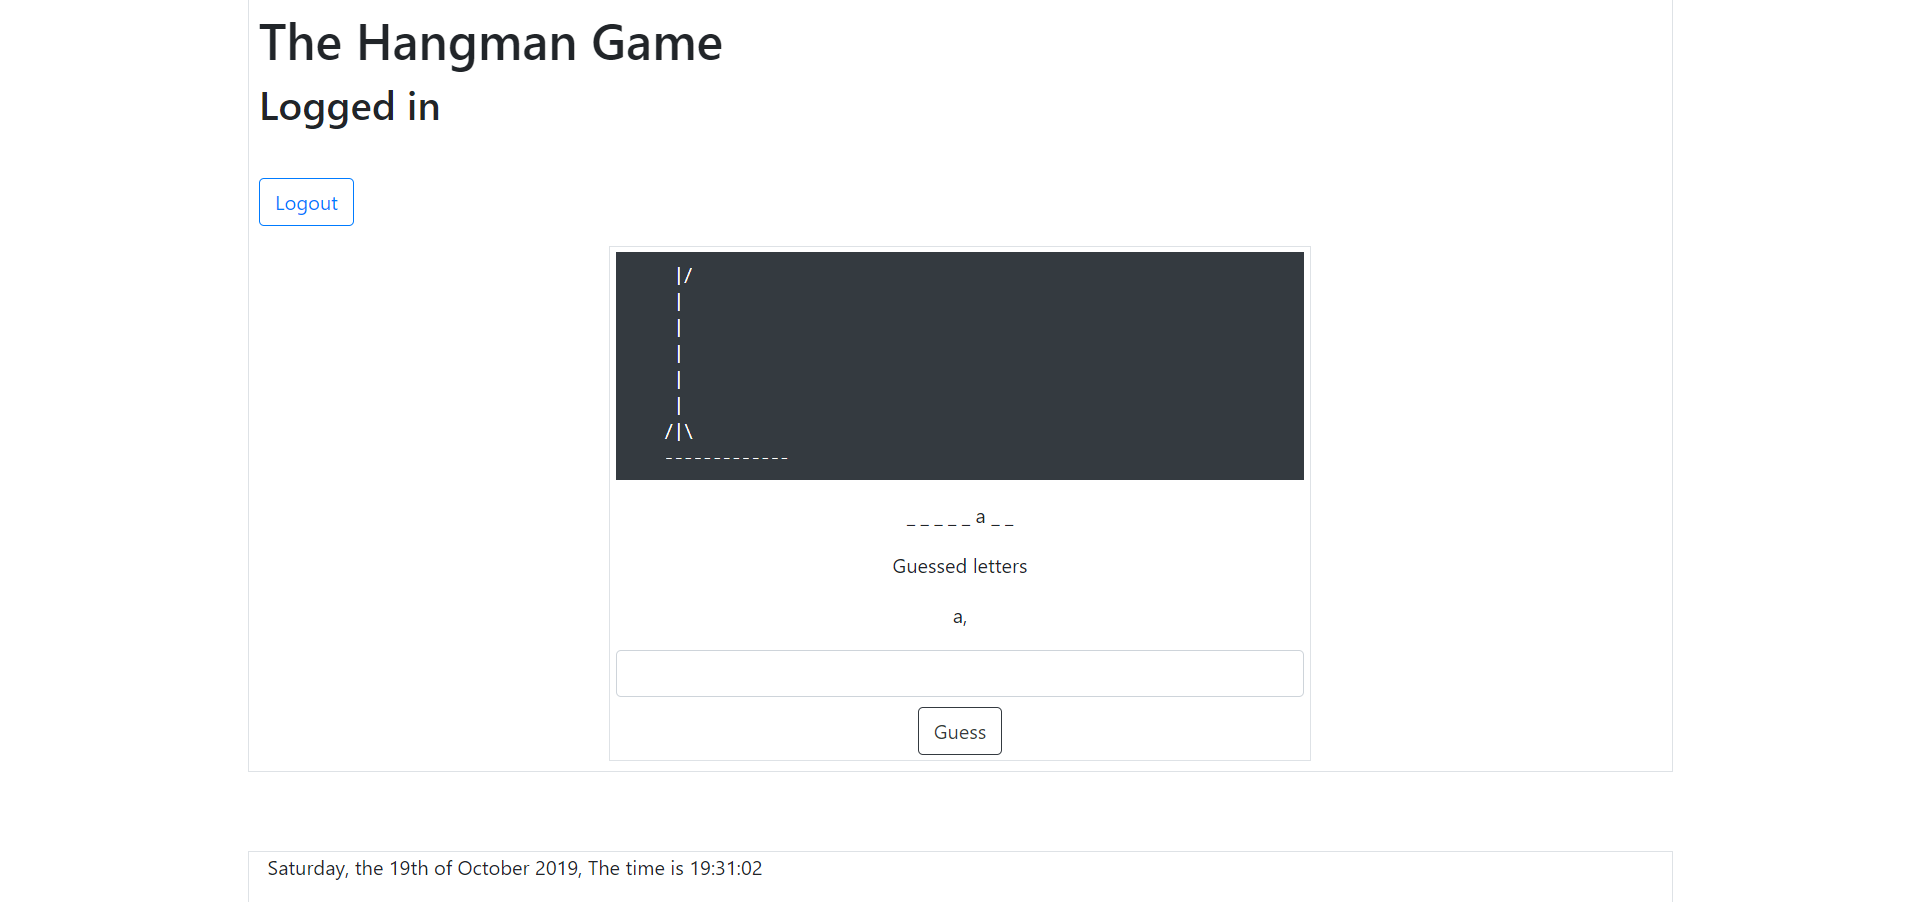 The Hangman Game
Logged in
Logout
|/
|
|
|
|
|
/|\
-------------
_ _ _ _ _ a _ _
Guessed letters
a,
Guess
Saturday, the 19th of October 2019, The time is 19:31:02